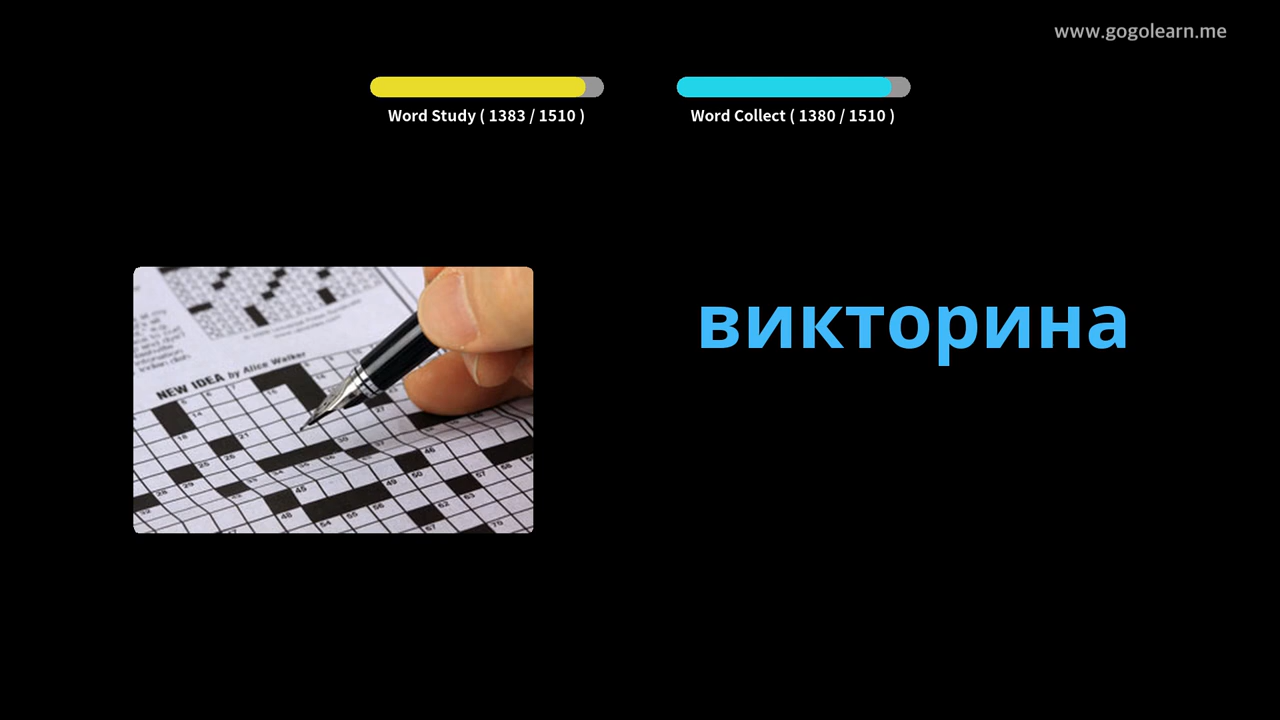 www.gogolearn.me
Word Study ( 1383 / 1510 )
Word Collect ( 1380 / 1510 )
викторина
NEW IDEA by Alice Walker